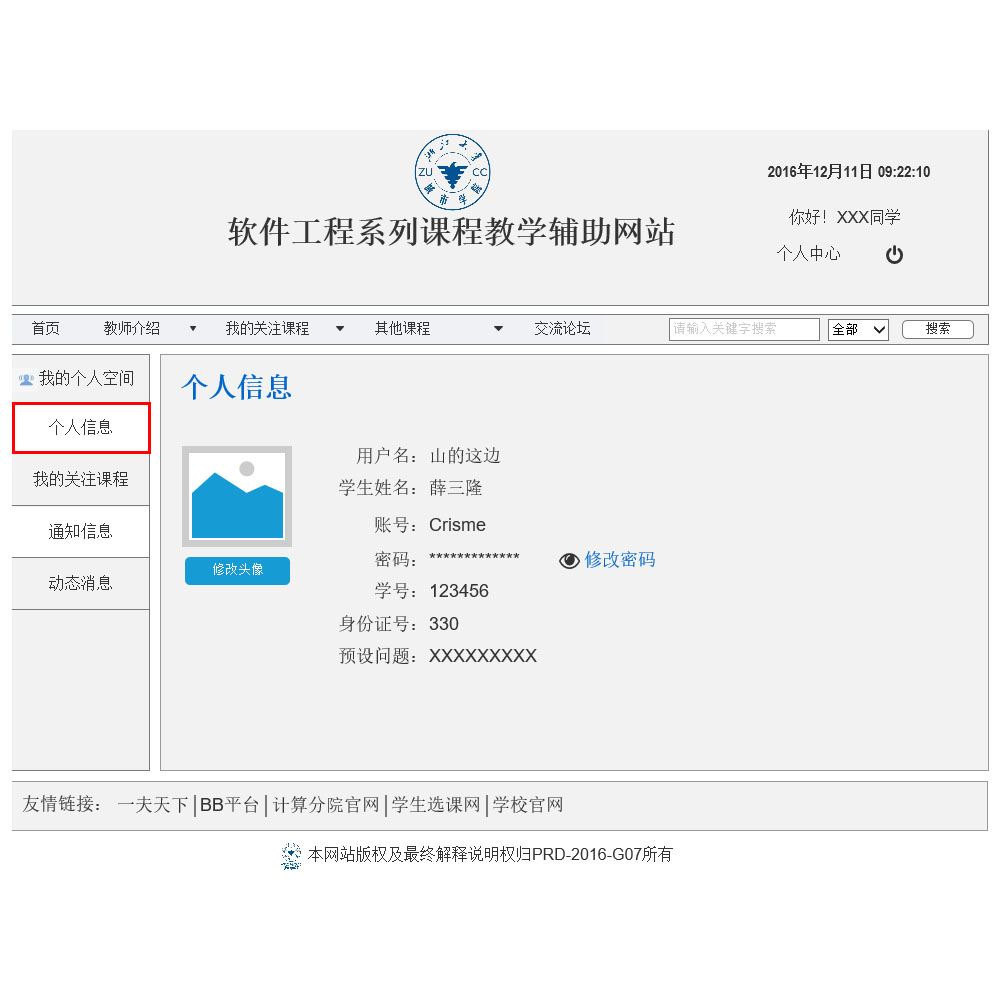 浙江大学
ZU CC
城市学院
2016年12月11日 09:22:10
软件工程系列课程教学辅助网站
你好！XXX同学
个人中心
首页 教师介绍 我的关注课程 其他课程 交流论坛 请输入关键字搜索 全部 搜索
我的个人空间
个人信息
我的关注课程
通知信息
动态消息
个人信息
修改头像
用户名： 山的这边
学生姓名： 薛三隆
账号： Crisme
密码： ************* 修改密码
学号： 123456
身份证号： 330
预设问题： XXXXXXXXX
友情链接： 一夫天下|BB平台|计算分院官网|学生选课网|学校官网
本网站版权及最终解释说明权归PRD-2016-G07所有